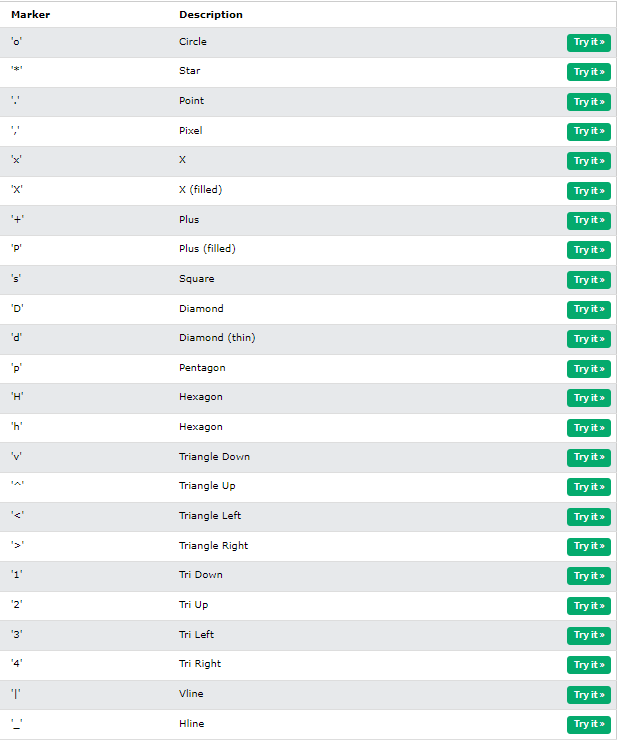 Marker Description
'o' Circle Try it »
'*' Star Try it »
'.' Point Try it »
',' Pixel Try it »
'x' X Try it »
'X' X (filled) Try it »
'+' Plus Try it »
'P' Plus (filled) Try it »
's' Square Try it »
'D' Diamond Try it »
'd' Diamond (thin) Try it »
'p' Pentagon Try it »
'H' Hexagon Try it »
'h' Hexagon Try it »
'v' Triangle Down Try it »
'^' Triangle Up Try it »
'<' Triangle Left Try it »
'>' Triangle Right Try it »
'1' Tri Down Try it »
'2' Tri Up Try it »
'3' Tri Left Try it »
'4' Tri Right Try it »
'|' Vline Try it »
'_' Hline Try it »